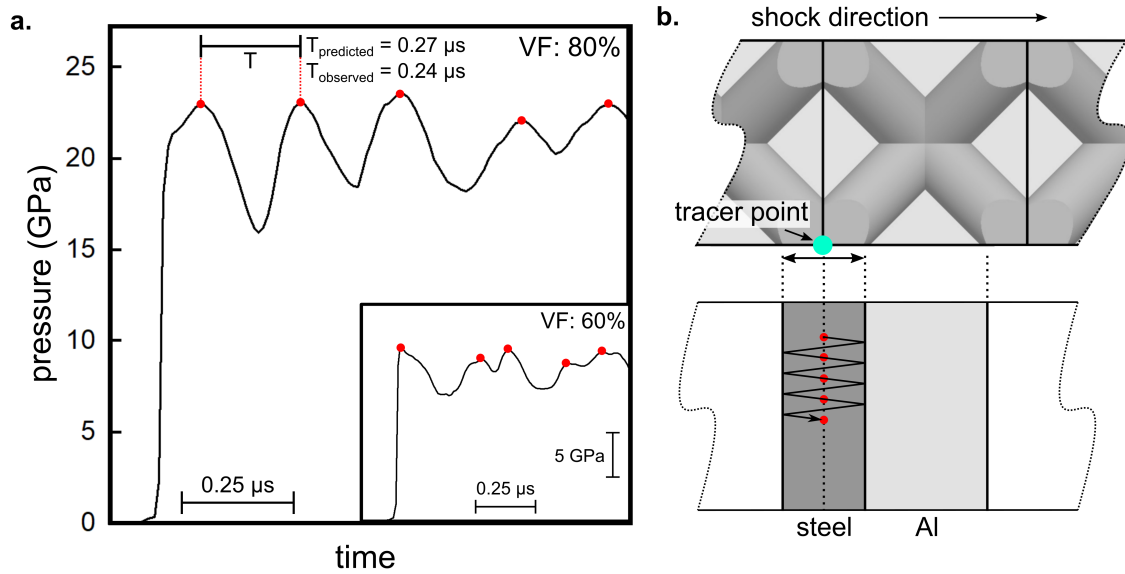 a.
pressure (GPa)
25
20
15
10
5
0
T
T_predicted = 0.27 µs
T_observed = 0.24 µs
VF: 80%
0.25 µs
VF: 60%
5 GPa
0.25 µs
time
b.
shock direction
tracer point
steel
Al